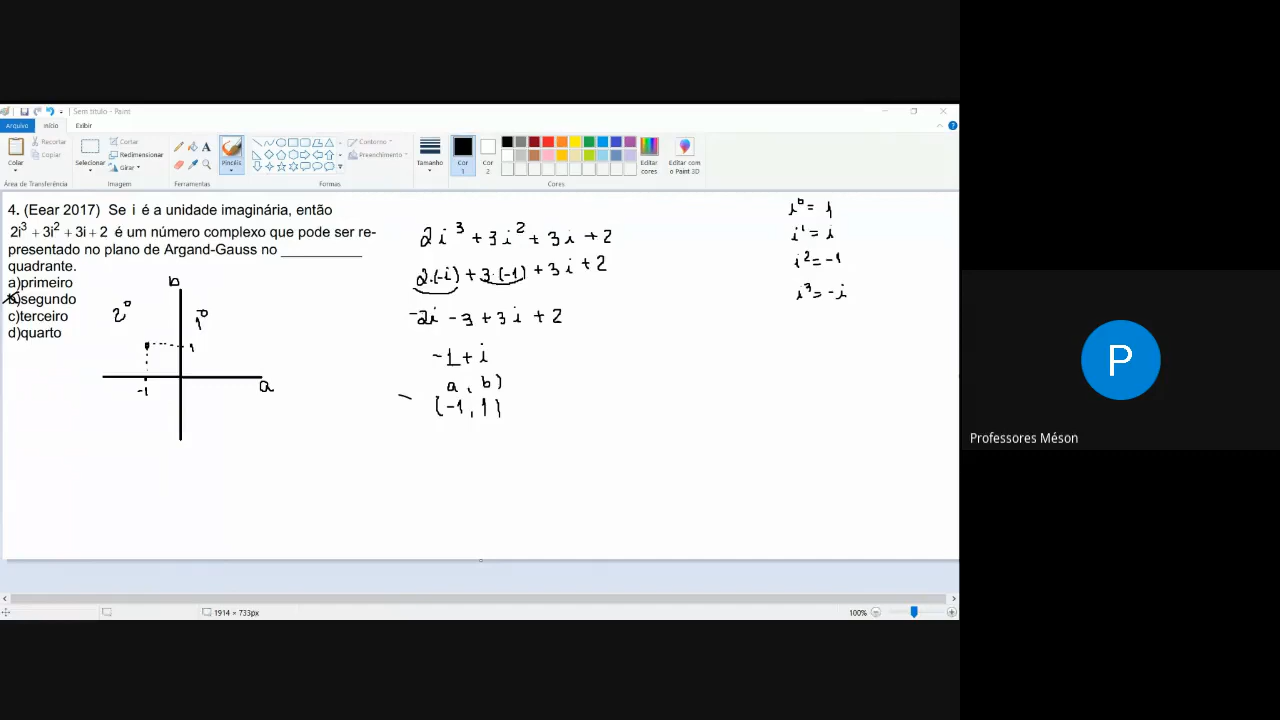 Sem título - Paint
Arquivo Início Exibir
Colar
Recortar
Copiar
Área de Transferência
Selecionar
Cortar
Redimensionar
Girar
Imagem
A
Ferramentas
Pincéis
Contorno
Preenchimento
Formas
Tamanho
Cor 1
Cor 2
Editar cores
Editar com o Paint 3D
Cores
4. (Eear 2017) Se i é a unidade imaginária, então
2i³ + 3i² + 3i + 2 é um número complexo que pode ser re-
presentado no plano de Argand-Gauss no __________
quadrante.
a)primeiro
b)segundo
c)terceiro
d)quarto
b
2º
1º
1
-1
a
2i³ + 3i² + 3i + 2
2·(-i) + 3·(-1) + 3i + 2
-2i - 3 + 3i + 2
-1 + i
a, b)
(-1, 1)
i⁰ = 1
i¹ = i
i² = -1
i³ = -i
1914 × 733px
100%
P
Professores Méson